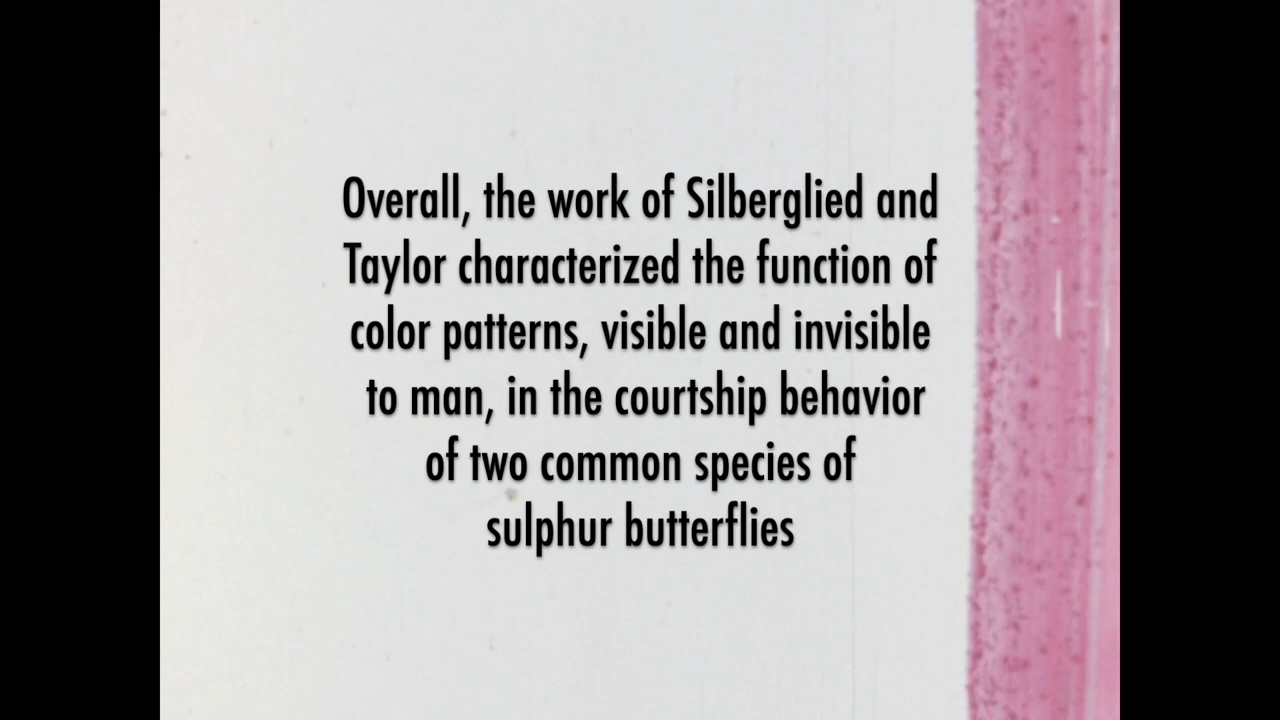 Overall, the work of Silberglied and
Taylor characterized the function of
color patterns, visible and invisible
to man, in the courtship behavior
of two common species of
sulphur butterflies